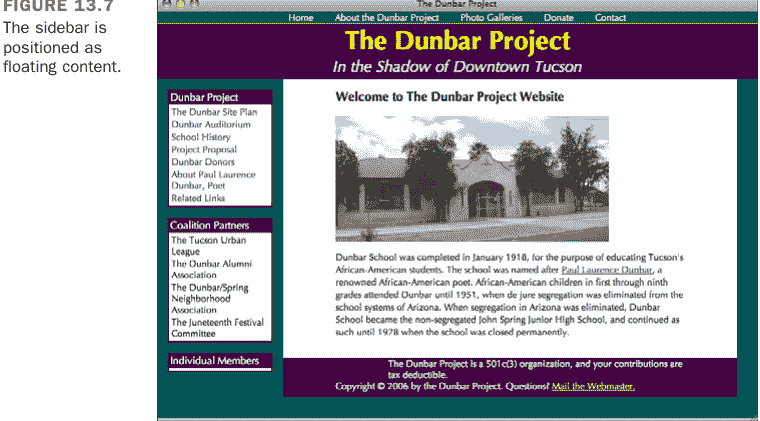 FIGURE 13.7
The sidebar is
positioned as
floating content.
The Dunbar Project
Home About the Dunbar Project Photo Galleries Donate Contact
The Dunbar Project
In the Shadow of Downtown Tucson
Dunbar Project
The Dunbar Site Plan
Dunbar Auditorium
School History
Project Proposal
Dunbar Donors
About Paul Laurence
Dunbar, Poet
Related Links
Coalition Partners
The Tucson Urban
League
The Dunbar Alumni
Association
The Dunbar/Spring
Neighborhood
Association
The Juneteenth Festival
Committee
Individual Members
Welcome to The Dunbar Project Website
Dunbar School was completed in January 1918, for the purpose of educating Tucson's
African-American students. The school was named after Paul Laurence Dunbar, a
renowned African-American poet. African-American children in first through ninth
grades attended Dunbar until 1951, when de jure segregation was eliminated from the
school systems of Arizona. When segregation in Arizona was eliminated, Dunbar
School became the non-segregated John Spring Junior High School, and continued as
such until 1978 when the school was closed permanently.
The Dunbar Project is a 501c(3) organization, and your contributions are
tax deductible.
Copyright © 2006 by the Dunbar Project. Questions? Mail the Webmaster.